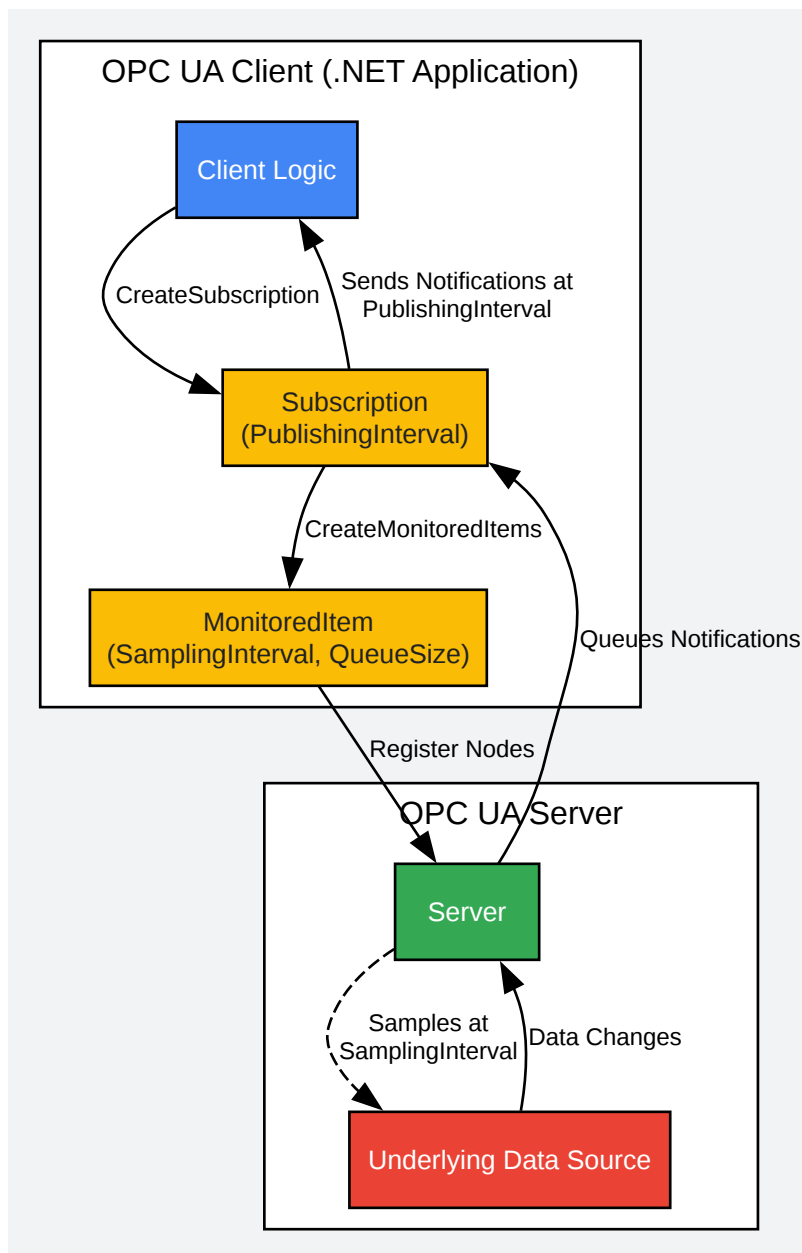 OPC UA Client (.NET Application)
Client Logic
CreateSubscription
Sends Notifications at
PublishingInterval
Subscription
(PublishingInterval)
CreateMonitoredItems
MonitoredItem
(SamplingInterval, QueueSize)
Queues Notifications
Register Nodes
OPC UA Server
Server
Samples at
SamplingInterval
Data Changes
Underlying Data Source